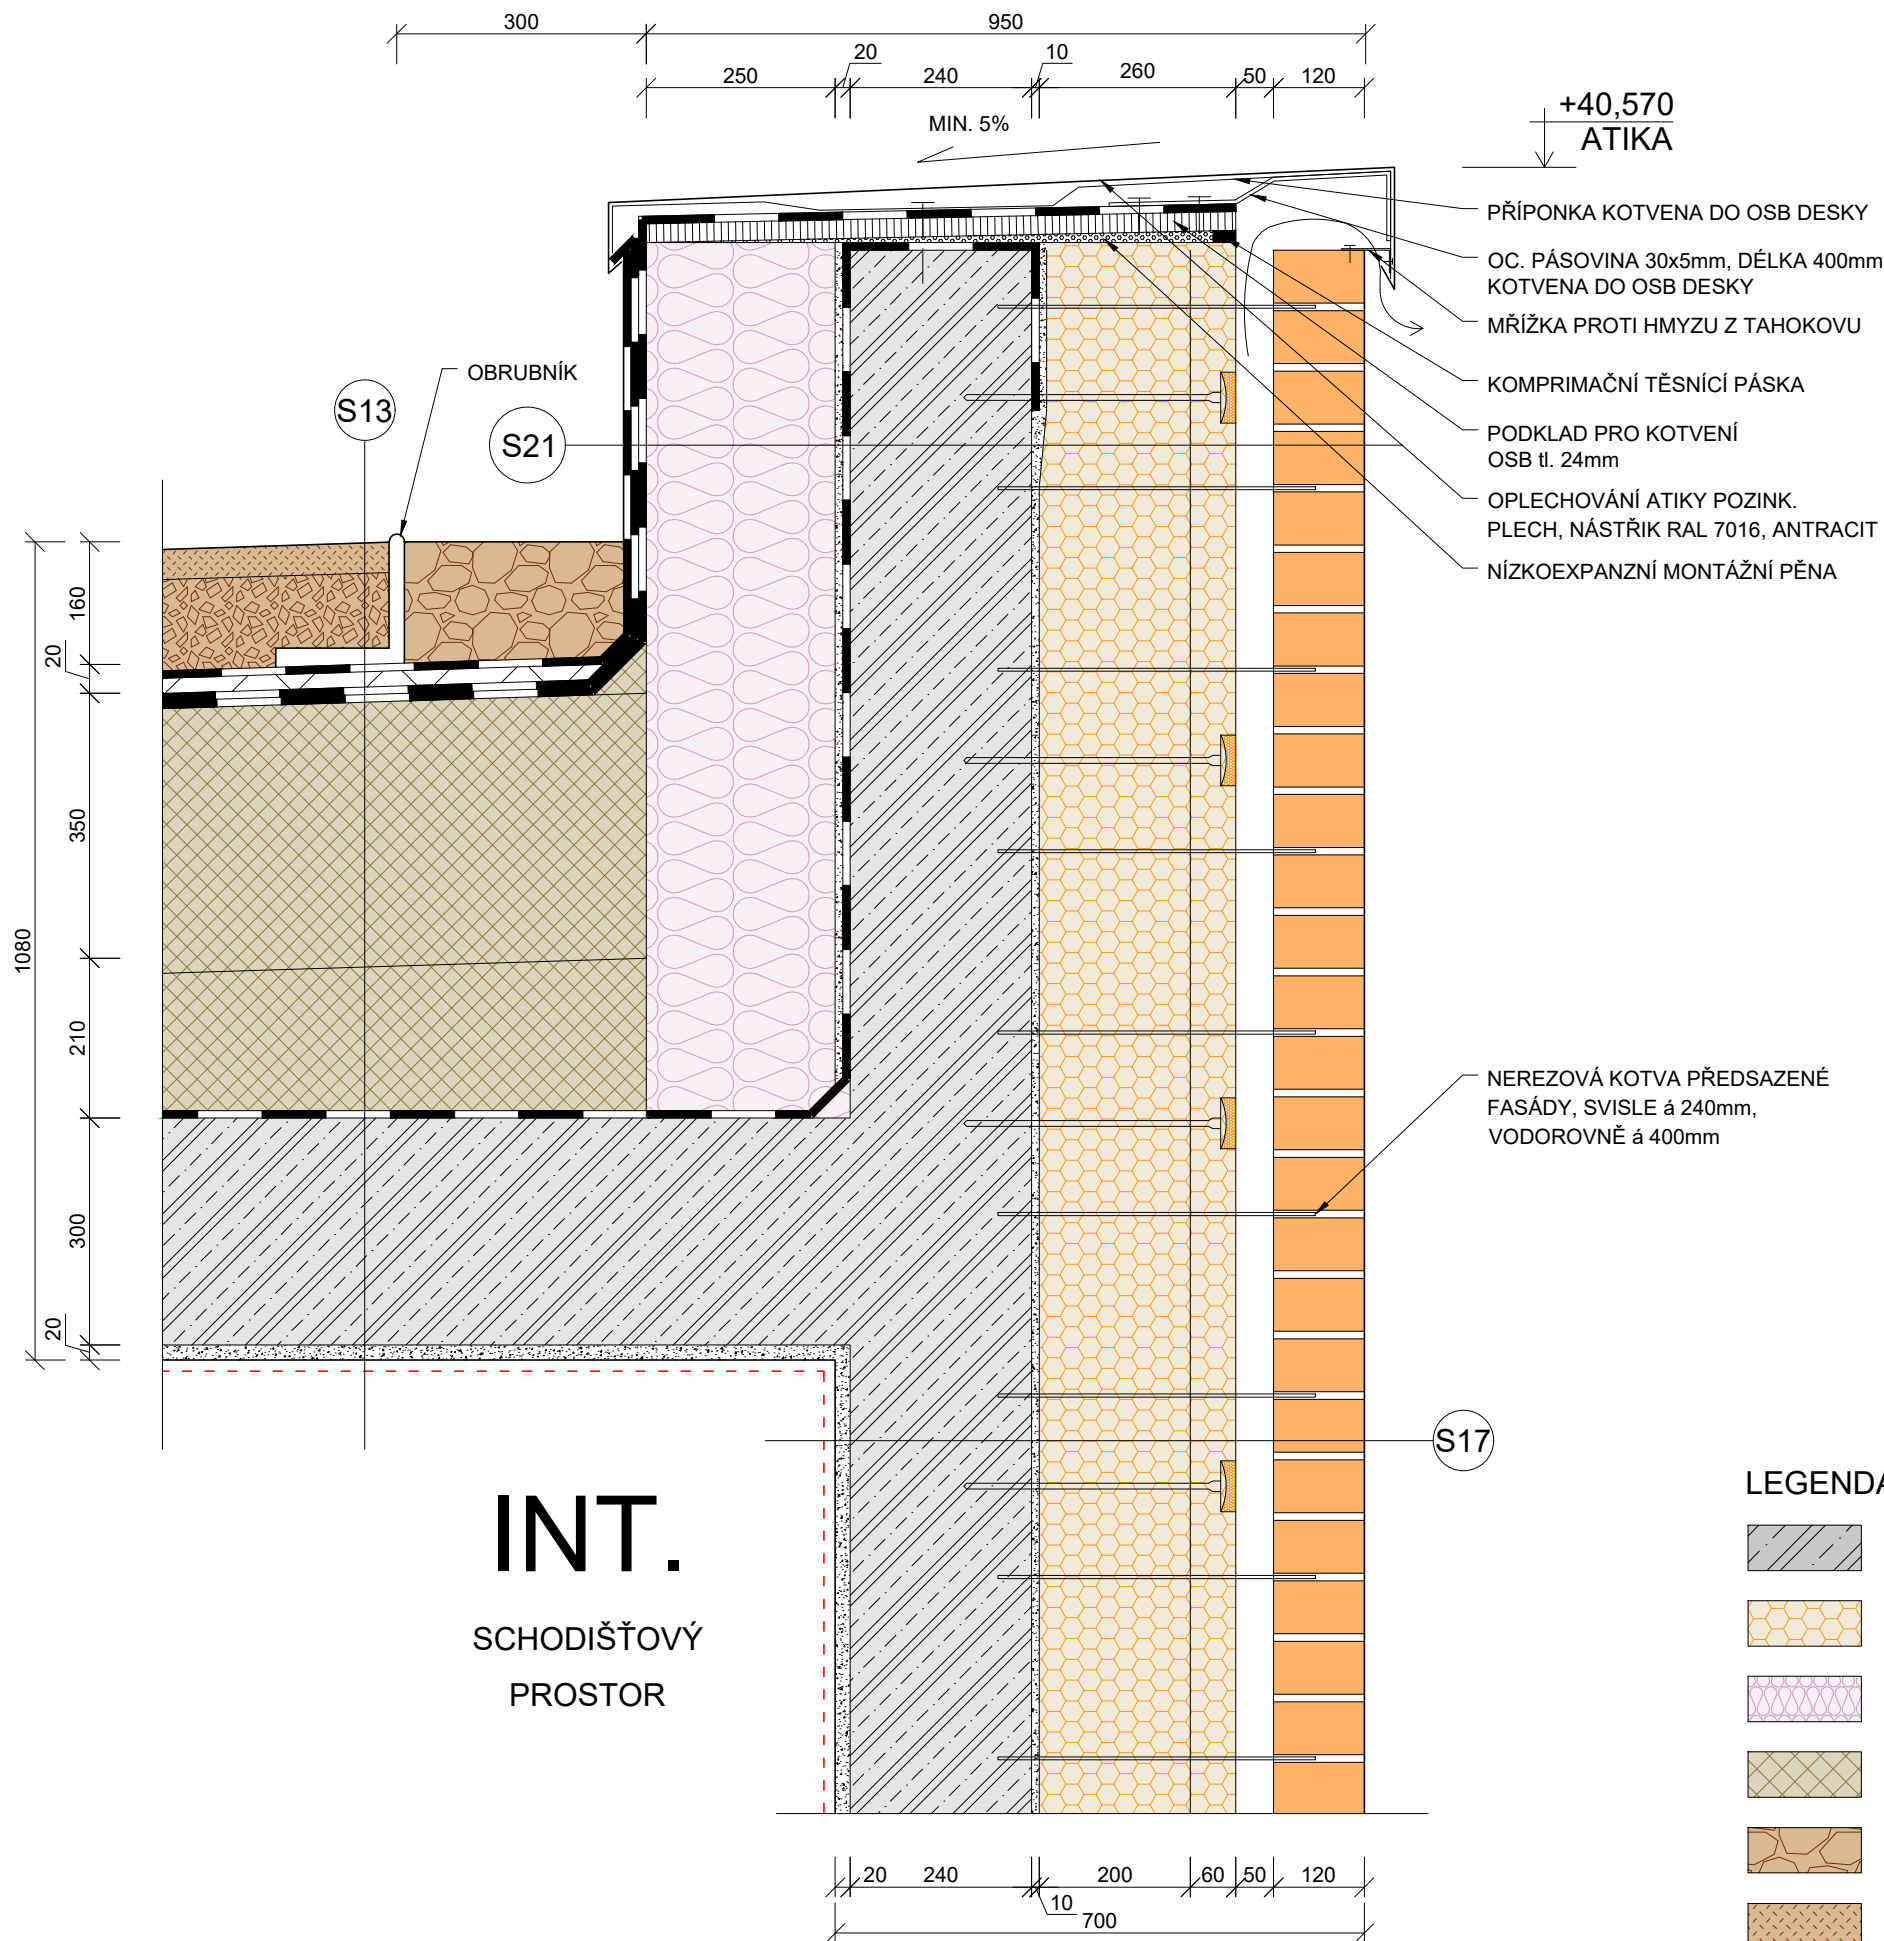 300
950
20
10
250
240
260
50
120
+40,570
ATIKA
MIN. 5%
PŘÍPONKA KOTVENA DO OSB DESKY
OC. PÁSOVINA 30x5mm, DÉLKA 400mm
KOTVENA DO OSB DESKY
MŘÍŽKA PROTI HMYZU Z TAHOKOVU
KOMPRIMAČNÍ TĚSNÍCÍ PÁSKA
PODKLAD PRO KOTVENÍ
OSB tl. 24mm
OPLECHOVÁNÍ ATIKY POZINK.
PLECH, NÁSTŘIK RAL 7016, ANTRACIT
NÍZKOEXPANZNÍ MONTÁŽNÍ PĚNA
OBRUBNÍK
S13
S21
160
20
350
1080
210
300
20
NEREZOVÁ KOTVA PŘEDSAZENÉ
FASÁDY, SVISLE á 240mm,
VODOROVNĚ á 400mm
S17
INT.
SCHODIŠŤOVÝ
PROSTOR
LEGENDA
20
240
200
60
50
120
10
700